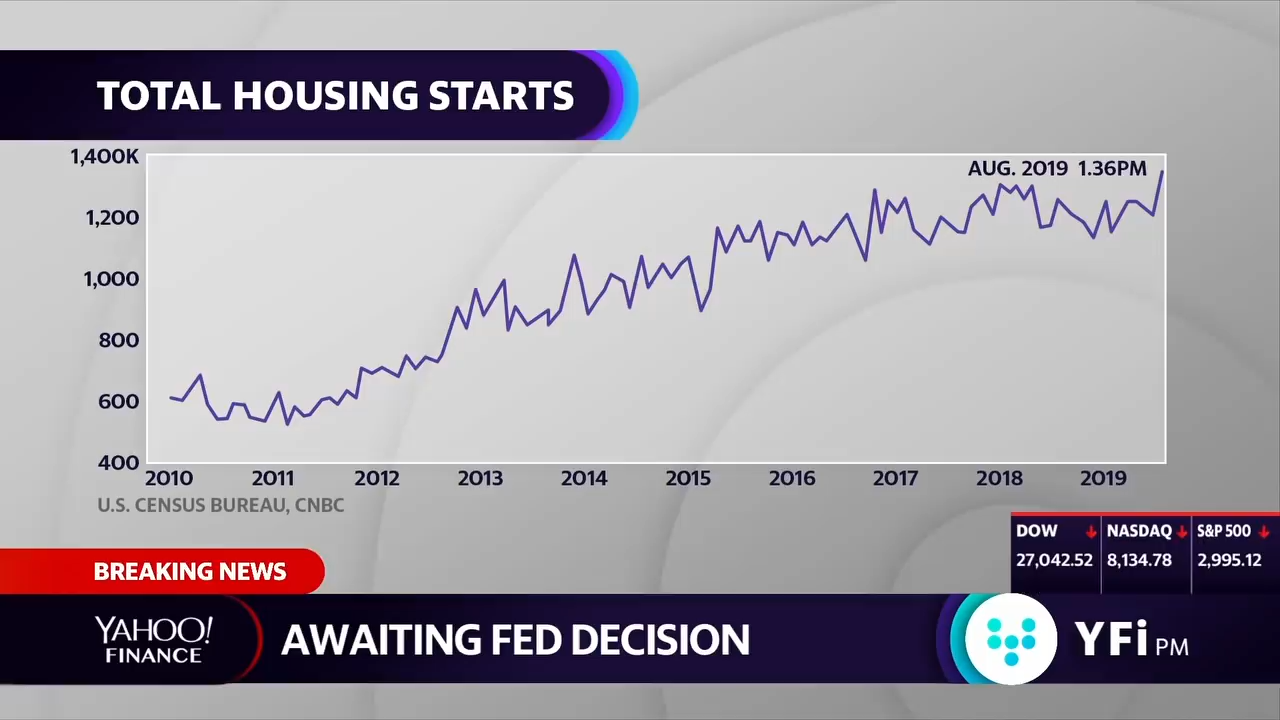 TOTAL HOUSING STARTS
1,400K
AUG. 2019 1.36PM
1,200
1,000
800
600
400
2010 2011 2012 2013 2014 2015 2016 2017 2018 2019
U.S. CENSUS BUREAU, CNBC
DOW NASDAQ S&P 500
27,042.52 8,134.78 2,995.12
BREAKING NEWS
YAHOO!
FINANCE
AWAITING FED DECISION
YFi PM